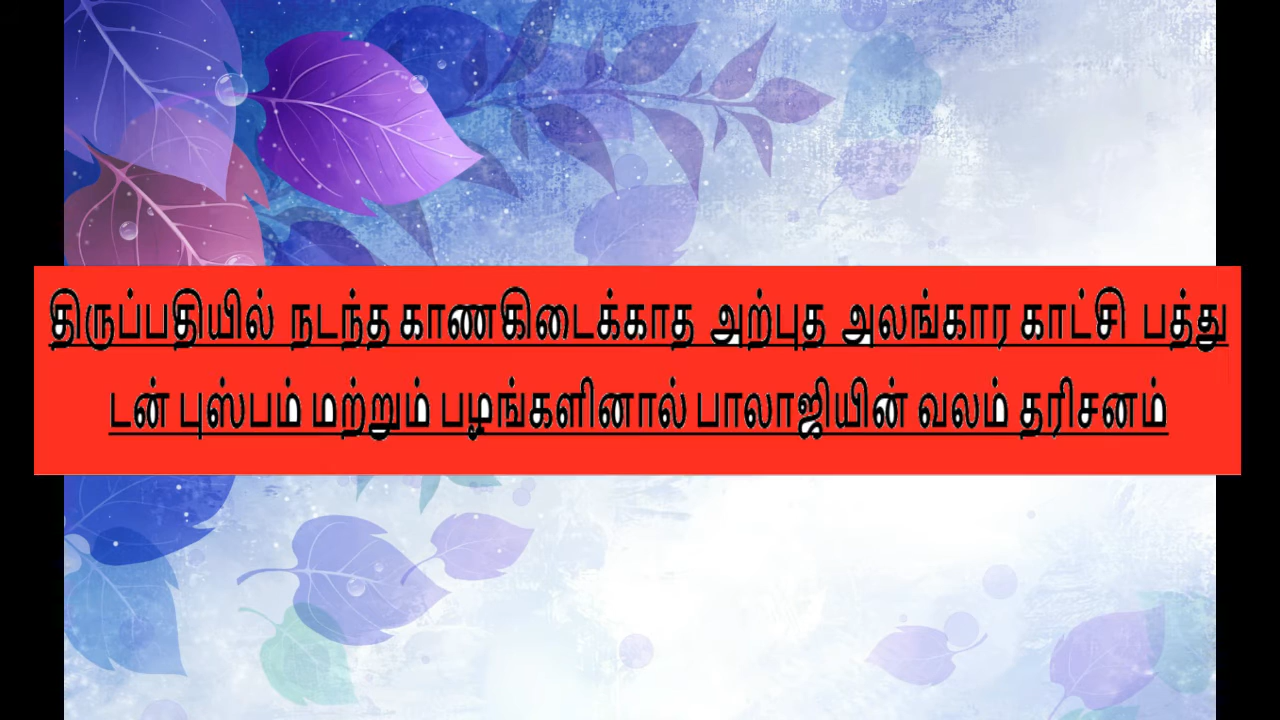 திருப்பதியில் நடந்த காணகிடைக்காத அற்புத அலங்கார காட்சி பத்து
டன் புஸ்பம் மற்றும் பழங்களினால் பாலாஜியின் வலம் தரிசனம்